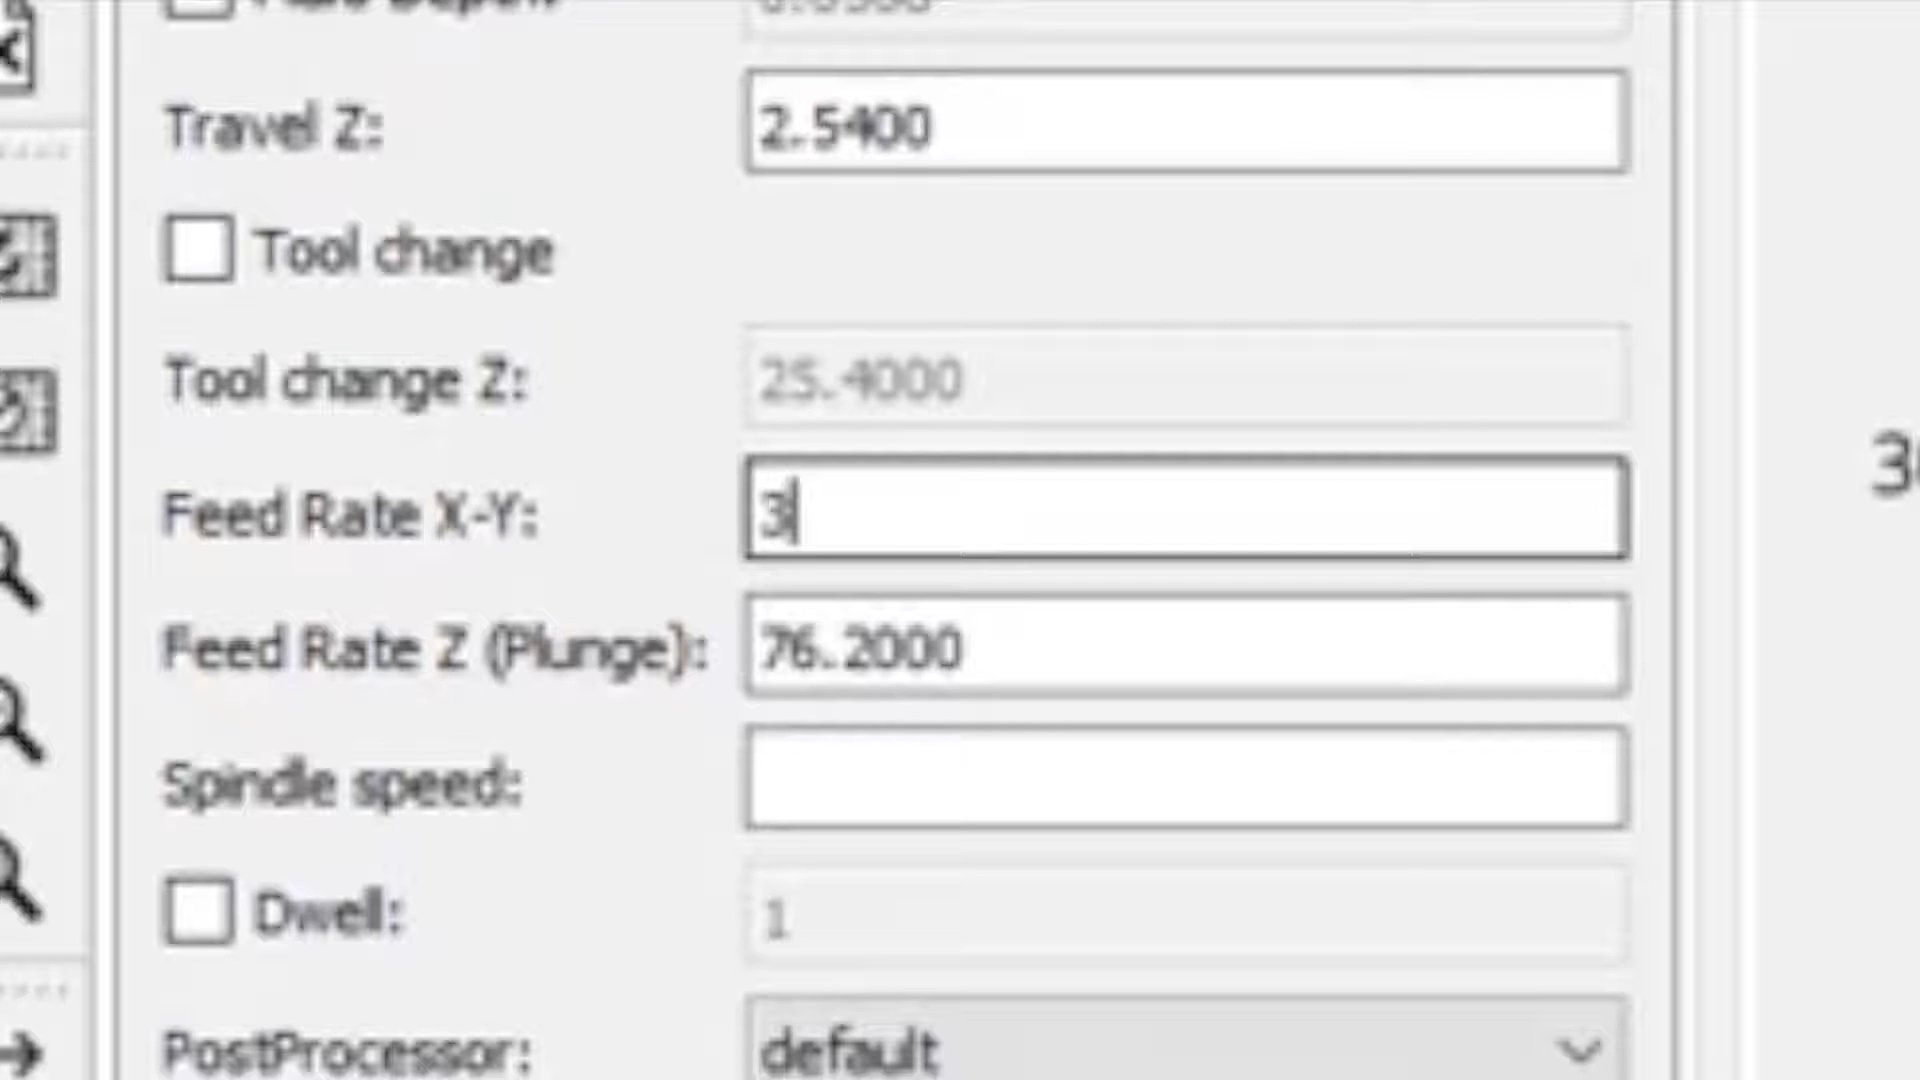 Travel Z: 2.5400
Tool change
Tool change Z: 25.4000
Feed Rate X-Y: 3
Feed Rate Z (Plunge): 76.2000
Spindle speed:
Dwell: 1
PostProcessor: default